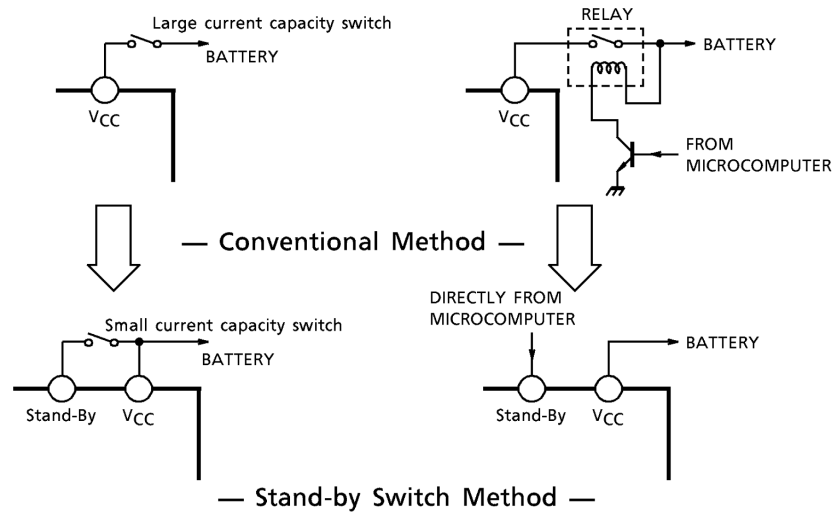 Large current capacity switch
BATTERY
VCC
RELAY
BATTERY
VCC
FROM
MICROCOMPUTER
— Conventional Method —
Small current capacity switch
BATTERY
Stand-By
VCC
DIRECTLY FROM
MICROCOMPUTER
BATTERY
Stand-By
VCC
— Stand-by Switch Method —